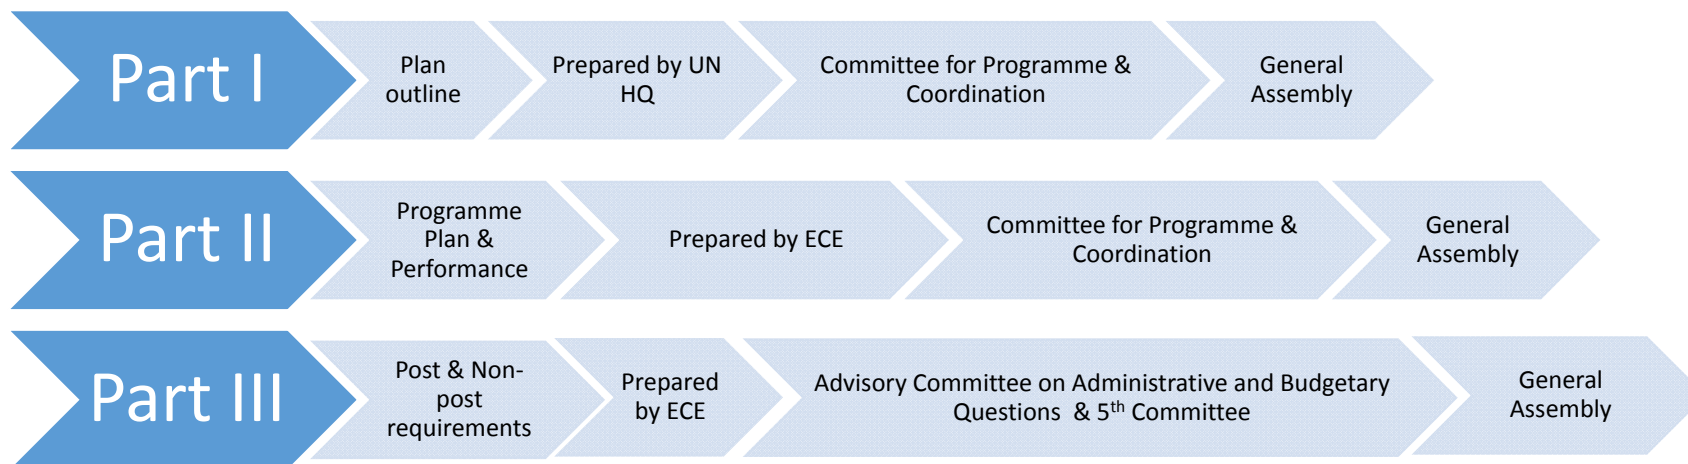 Part I
Plan
outline
Prepared by UN
HQ
Committee for Programme &
Coordination
General
Assembly
Part II
Programme
Plan &
Performance
Prepared by ECE
Committee for Programme &
Coordination
General
Assembly
Part III
Post & Non-
post
requirements
Prepared
by ECE
Advisory Committee on Administrative and Budgetary
Questions & 5th Committee
General
Assembly